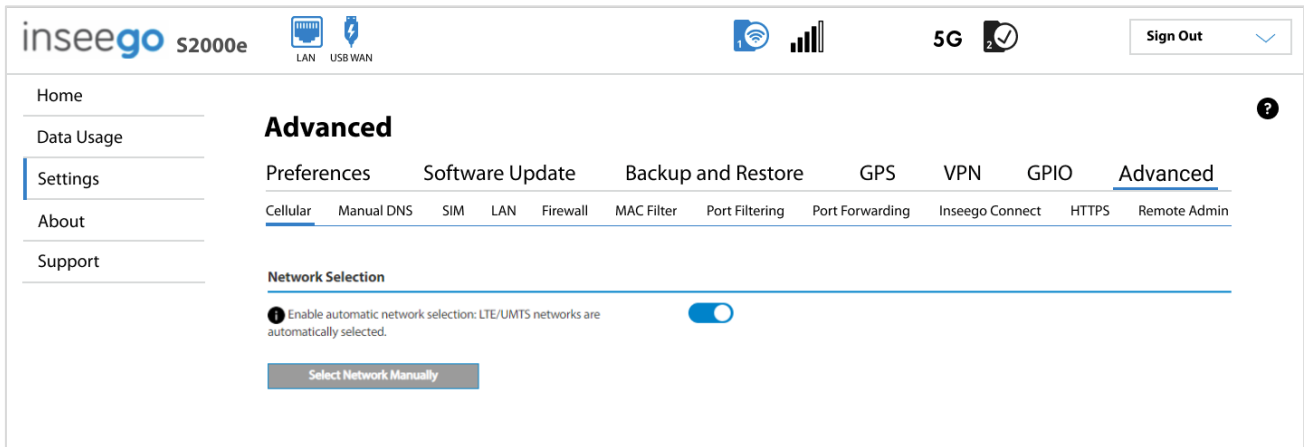 inseego S2000e
LAN USB WAN
1
5G
2
Sign Out
Home
Data Usage
Settings
About
Support
?
Advanced
Preferences Software Update Backup and Restore GPS VPN GPIO Advanced
Cellular Manual DNS SIM LAN Firewall MAC Filter Port Filtering Port Forwarding Inseego Connect HTTPS Remote Admin
Network Selection
i Enable automatic network selection: LTE/UMTS networks are
automatically selected.
Select Network Manually